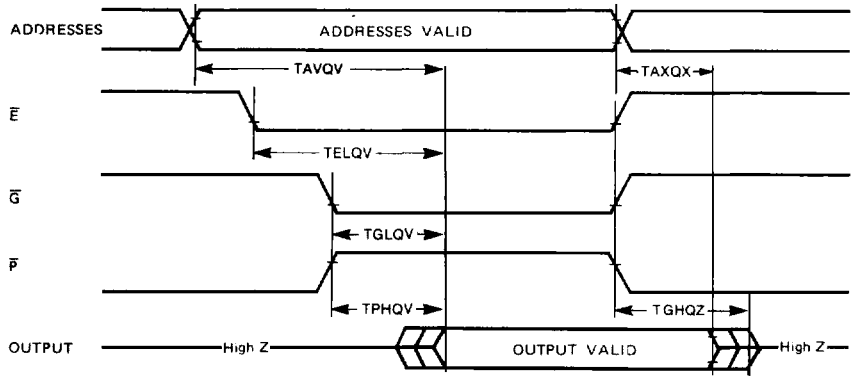 ADDRESSES
ADDRESSES VALID
TAVQV
TAXQX
E̅
TELQV
G̅
TGLQV
P̅
TPHQV
TGHQZ
OUTPUT
High Z
OUTPUT VALID
High Z